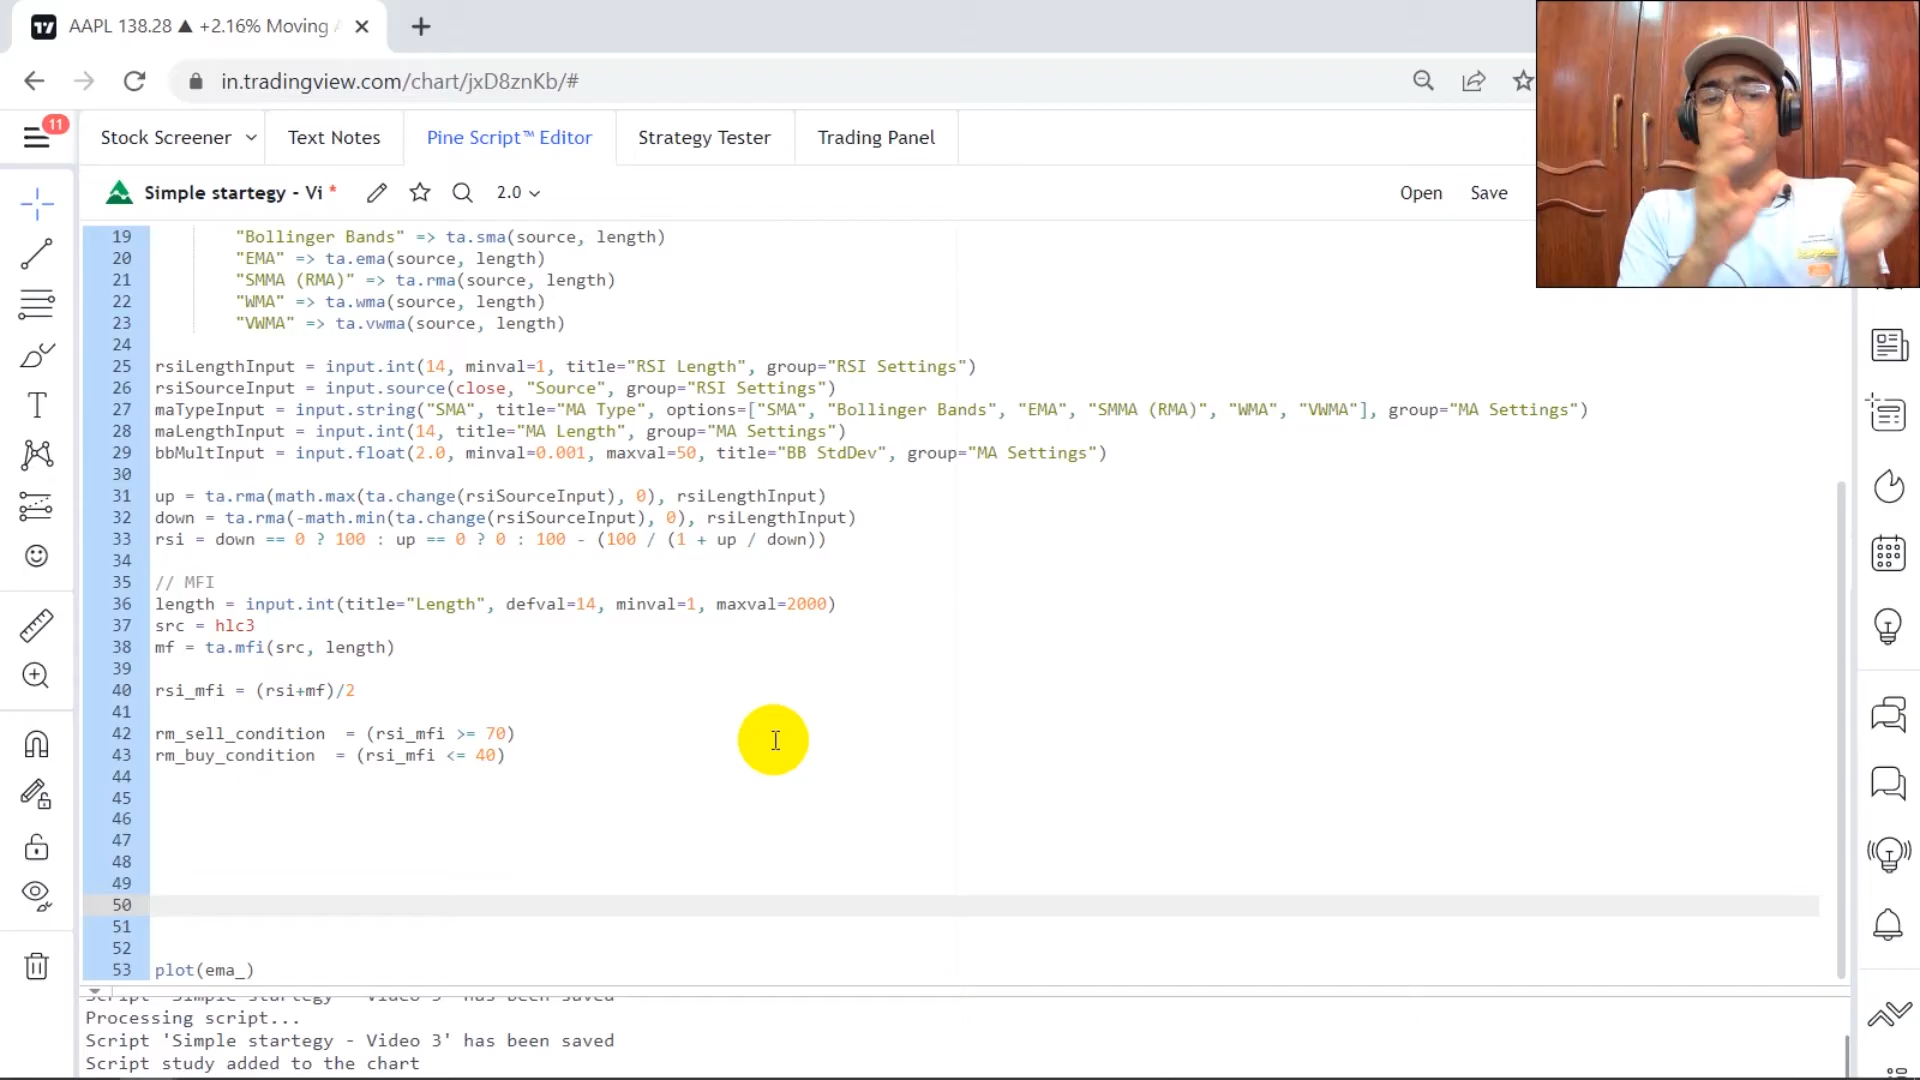 AAPL 138.28 ▲ +2.16% Moving
in.tradingview.com/chart/jxD8znKb/#
11
Stock Screener
Text Notes
Pine Script™ Editor
Strategy Tester
Trading Panel
Simple startegy - Vi *
2.0
Open
Save
19 "Bollinger Bands" => ta.sma(source, length)
20 "EMA" => ta.ema(source, length)
21 "SMMA (RMA)" => ta.rma(source, length)
22 "WMA" => ta.wma(source, length)
23 "VWMA" => ta.vwma(source, length)
24
25 rsiLengthInput = input.int(14, minval=1, title="RSI Length", group="RSI Settings")
26 rsiSourceInput = input.source(close, "Source", group="RSI Settings")
27 maTypeInput = input.string("SMA", title="MA Type", options=["SMA", "Bollinger Bands", "EMA", "SMMA (RMA)", "WMA", "VWMA"], group="MA Settings")
28 maLengthInput = input.int(14, title="MA Length", group="MA Settings")
29 bbMultInput = input.float(2.0, minval=0.001, maxval=50, title="BB StdDev", group="MA Settings")
30
31 up = ta.rma(math.max(ta.change(rsiSourceInput), 0), rsiLengthInput)
32 down = ta.rma(-math.min(ta.change(rsiSourceInput), 0), rsiLengthInput)
33 rsi = down == 0 ? 100 : up == 0 ? 0 : 100 - (100 / (1 + up / down))
34
35 // MFI
36 length = input.int(title="Length", defval=14, minval=1, maxval=2000)
37 src = hlc3
38 mf = ta.mfi(src, length)
39
40 rsi_mfi = (rsi+mf)/2
41
42 rm_sell_condition  = (rsi_mfi >= 70)
43 rm_buy_condition  = (rsi_mfi <= 40)
44
45
46
47
48
49
50
51
52
53 plot(ema_)
Script 'Simple startegy - Video 3' has been saved
Processing script...
Script 'Simple startegy - Video 3' has been saved
Script study added to the chart